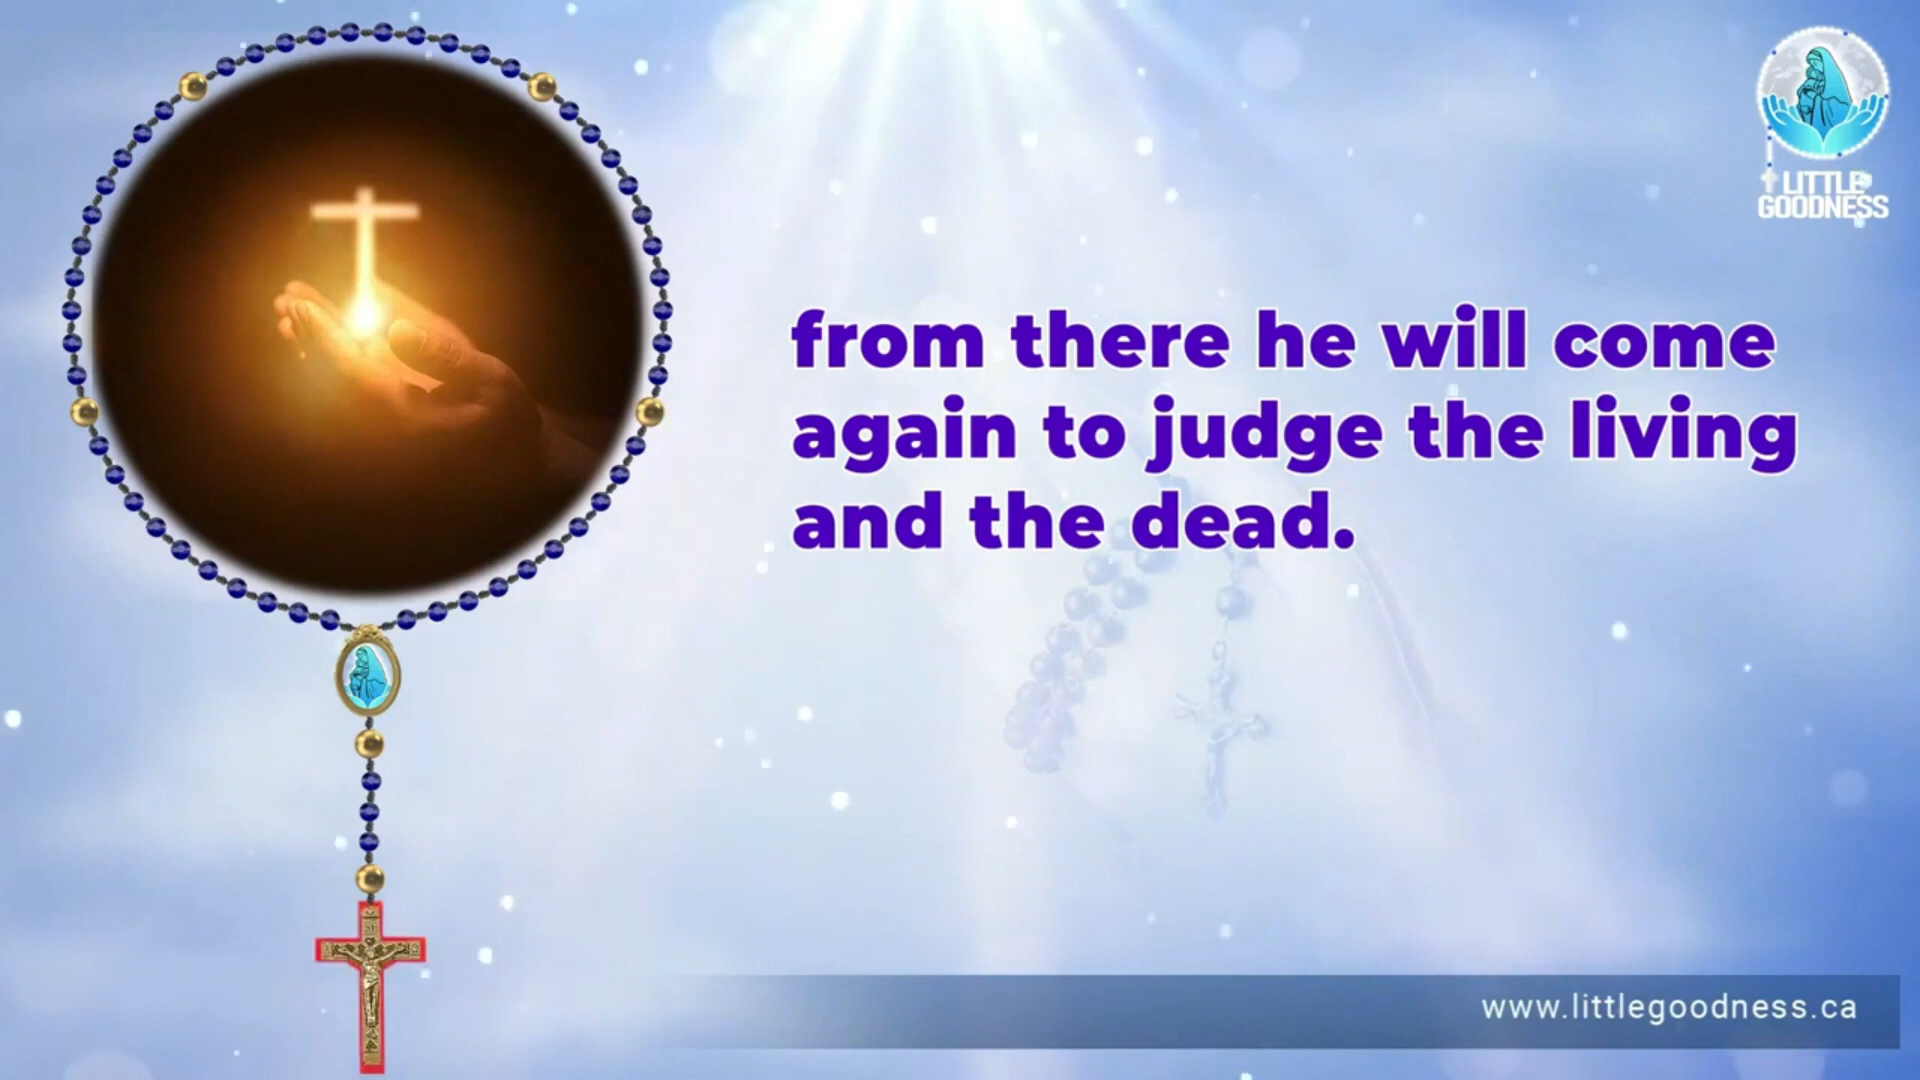 LITTLE
GOODNESS
from there he will come
again to judge the living
and the dead.
www.littlegoodness.ca